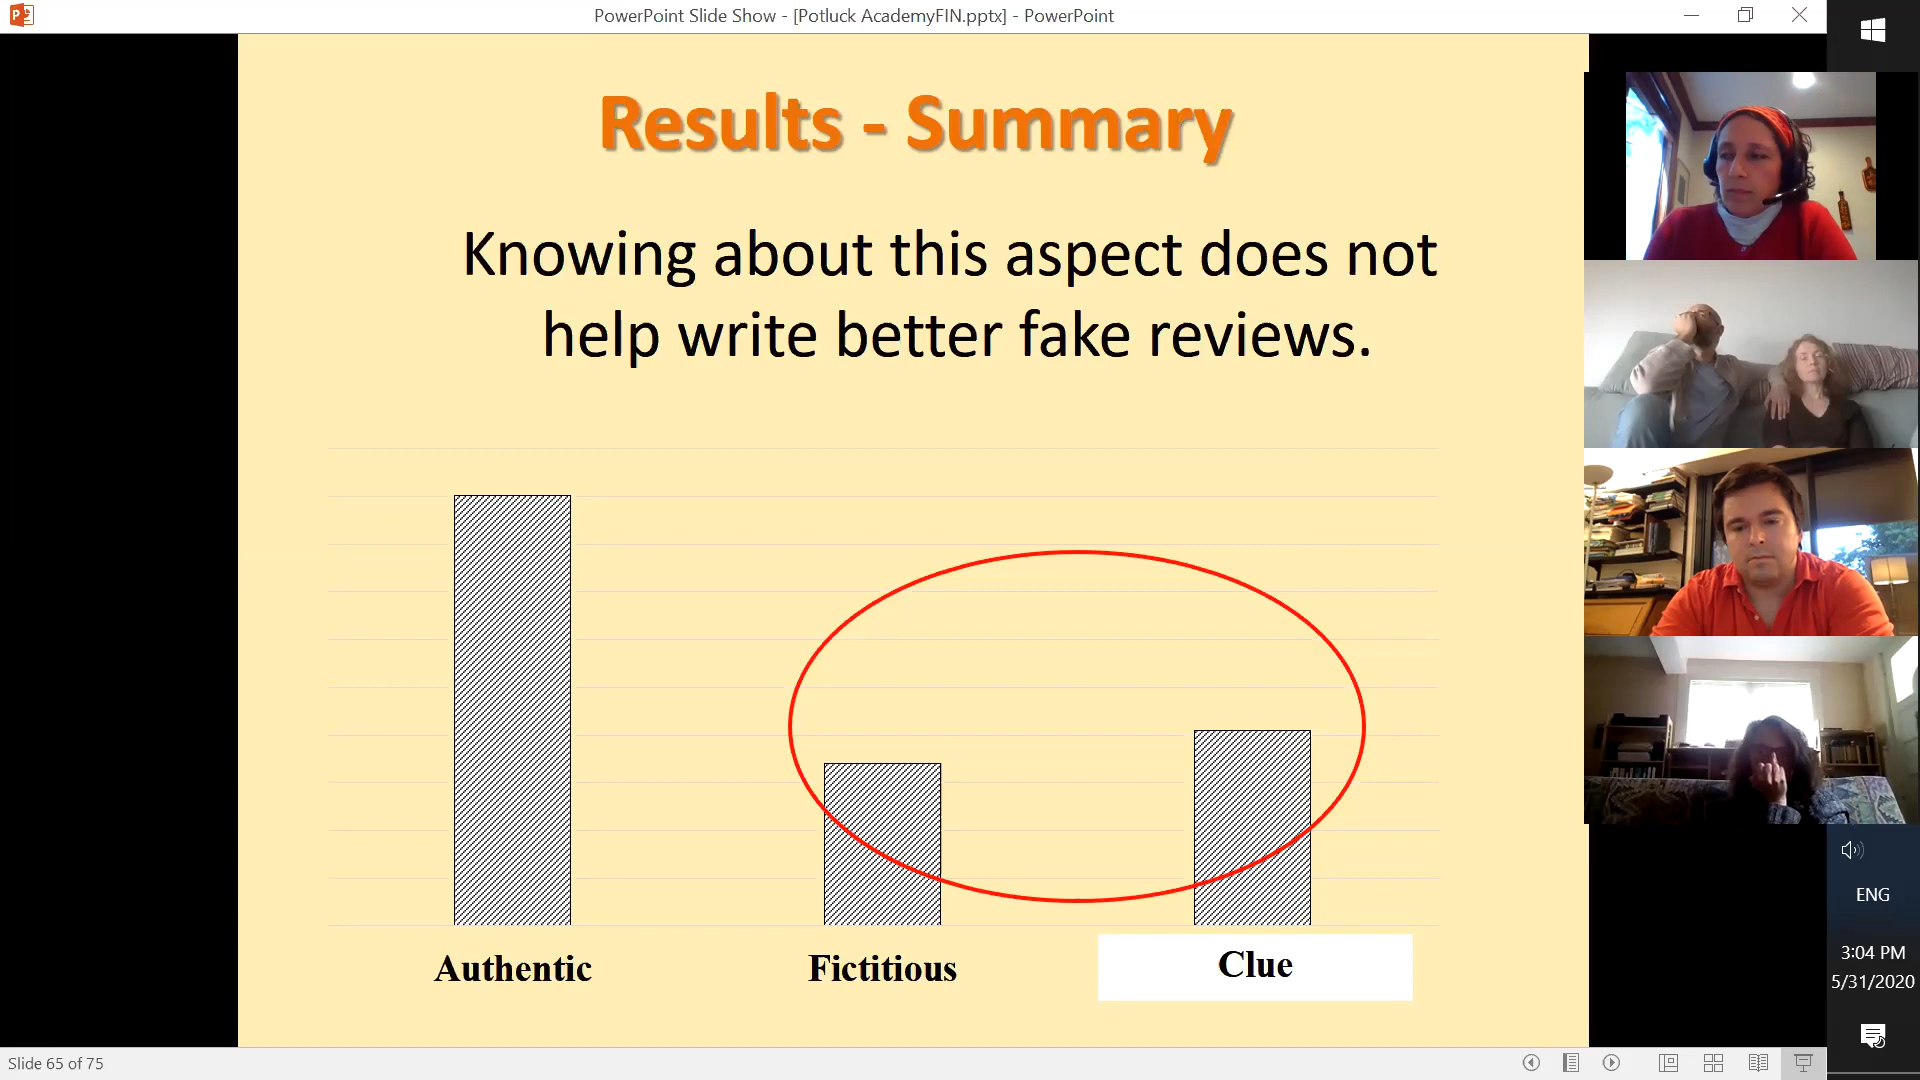 PowerPoint Slide Show - [Potluck AcademyFIN.pptx] - PowerPoint
Results - Summary
Knowing about this aspect does not
help write better fake reviews.
Authentic
Fictitious
Clue
ENG
3:04 PM
5/31/2020
Slide 65 of 75